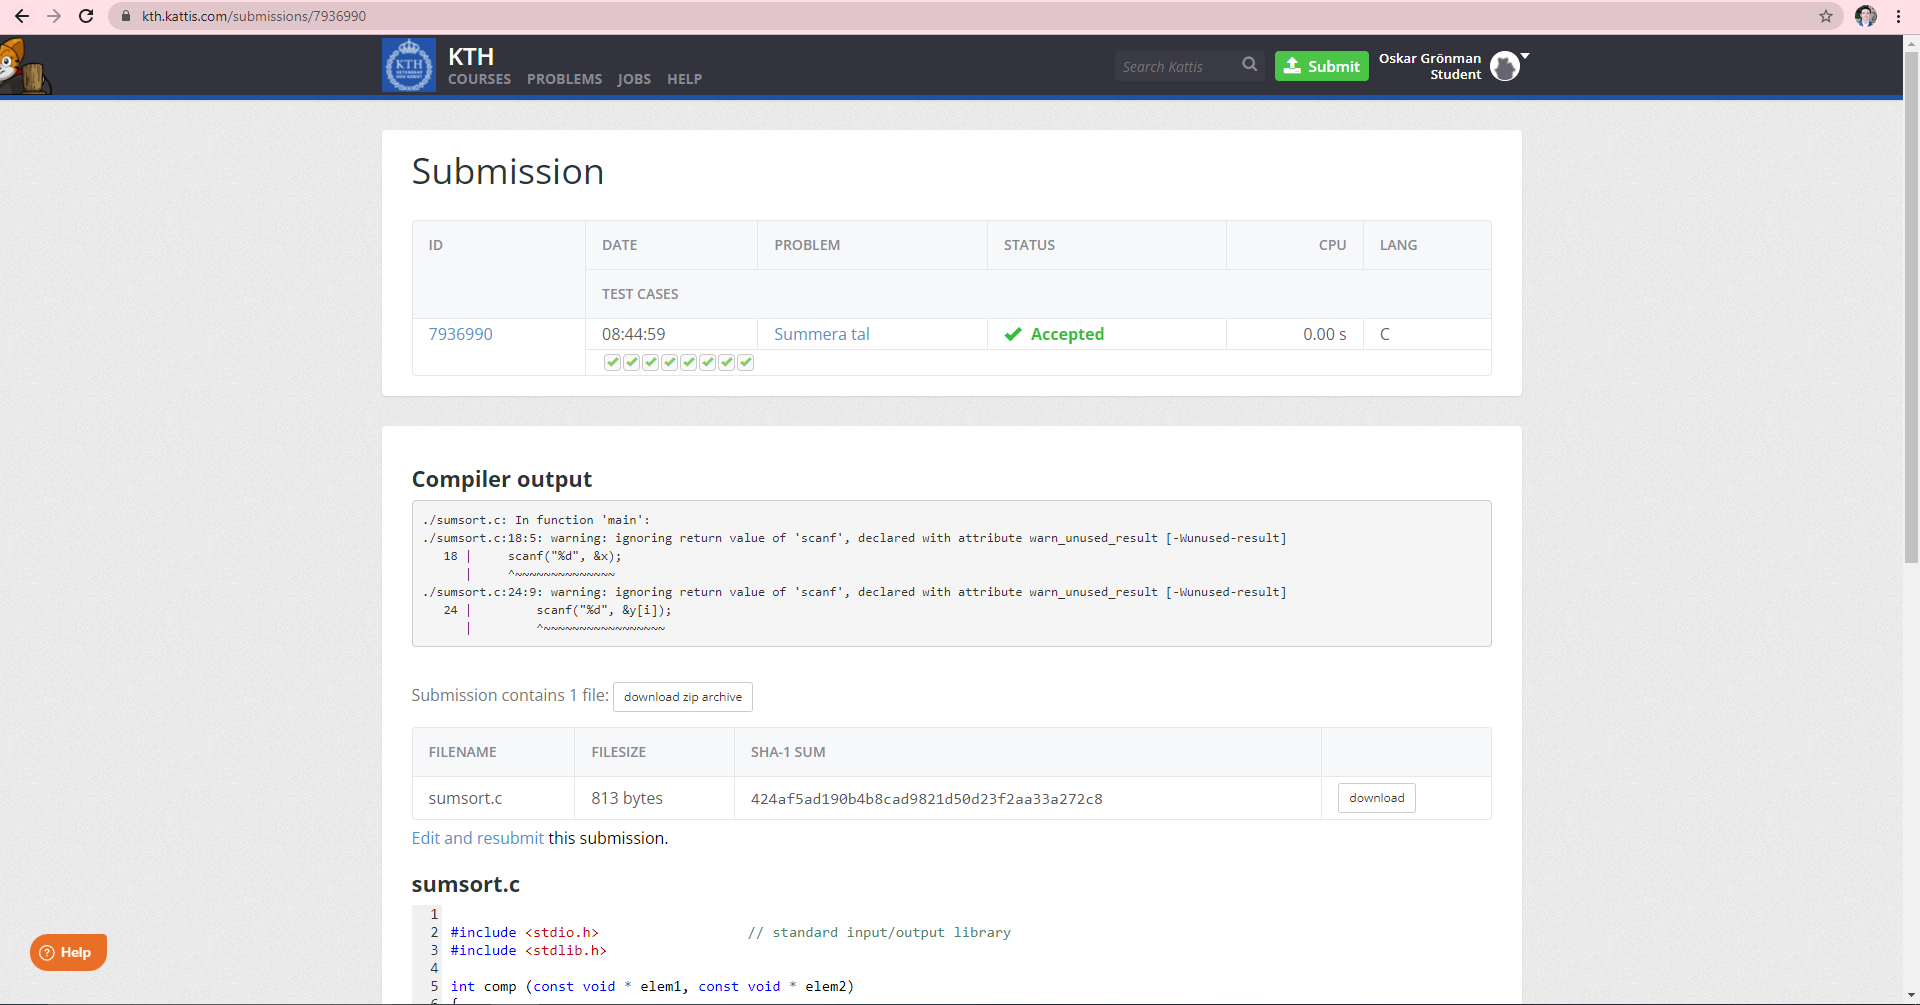 kth.kattis.com/submissions/7936990
KTH
KTH
COURSES PROBLEMS JOBS HELP
Search Kattis
Submit
Oskar Grönman
Student
Submission
ID DATE PROBLEM STATUS CPU LANG
TEST CASES
7936990 08:44:59 Summera tal Accepted 0.00 s C
Compiler output
./sumsort.c: In function 'main':
./sumsort.c:18:5: warning: ignoring return value of 'scanf', declared with attribute warn_unused_result [-Wunused-result]
18 | scanf("%d", &x);
| ^~~~~~~~~~~~~~~
./sumsort.c:24:9: warning: ignoring return value of 'scanf', declared with attribute warn_unused_result [-Wunused-result]
24 | scanf("%d", &y[i]);
| ^~~~~~~~~~~~~~~~~~
Submission contains 1 file: download zip archive
FILENAME FILESIZE SHA-1 SUM
sumsort.c 813 bytes 424af5ad190b4b8cad9821d50d23f2aa33a272c8 download
Edit and resubmit this submission.
sumsort.c
1
2 #include <stdio.h> // standard input/output library
3 #include <stdlib.h>
4
5 int comp (const void * elem1, const void * elem2)
6 {
Help